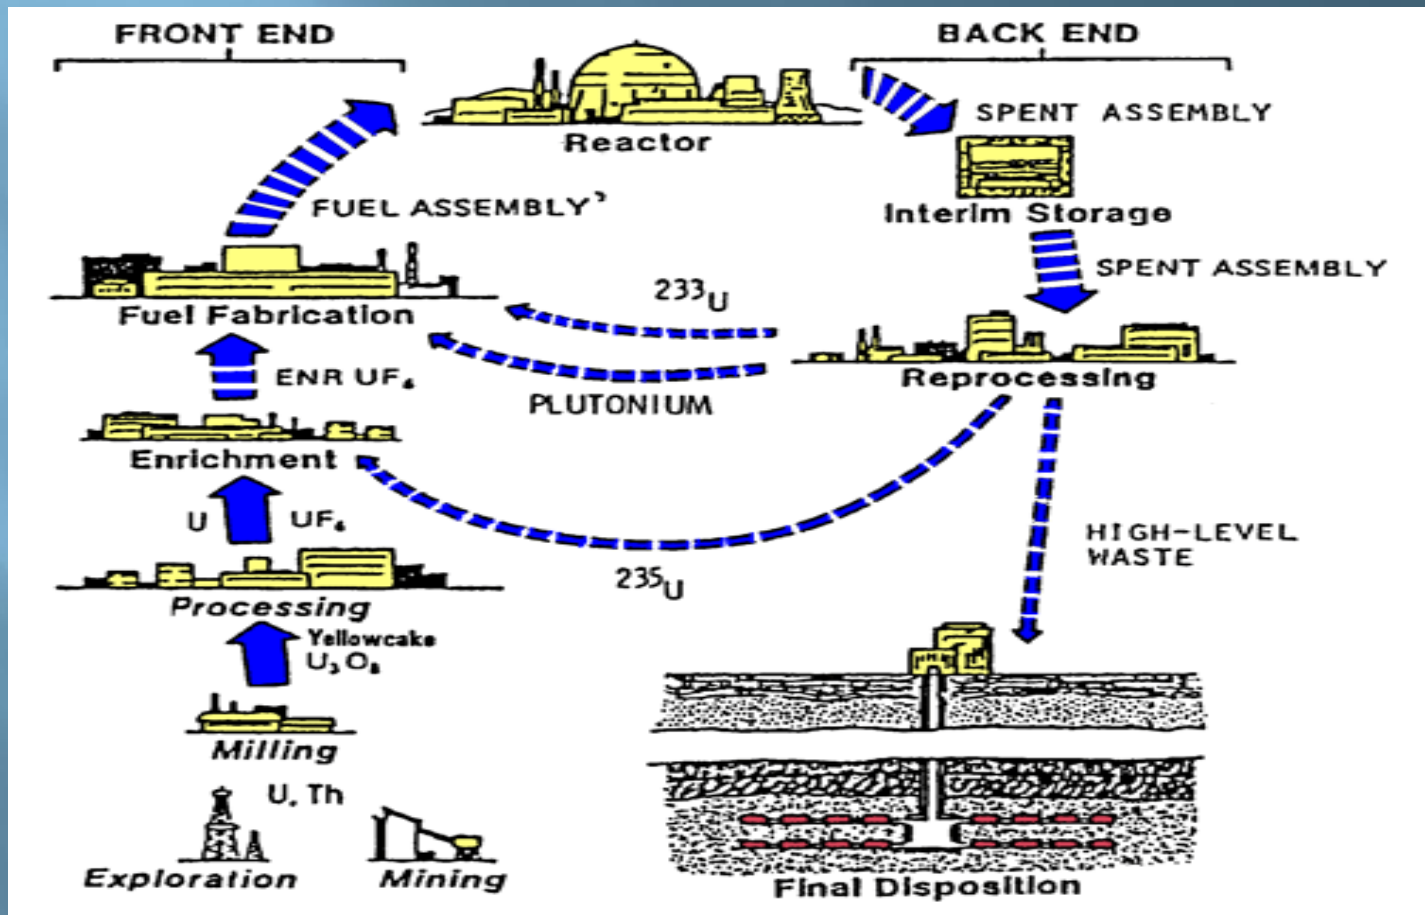 FRONT END
BACK END
Reactor
SPENT ASSEMBLY
Interim Storage
FUEL ASSEMBLY
SPENT ASSEMBLY
Fuel Fabrication
²³³U
Reprocessing
ENR UF₆
PLUTONIUM
Enrichment
U UF₆
HIGH-LEVEL
WASTE
²³⁵U
Processing
Yellowcake
U₃O₈
Milling
U, Th
Exploration
Mining
Final Disposition